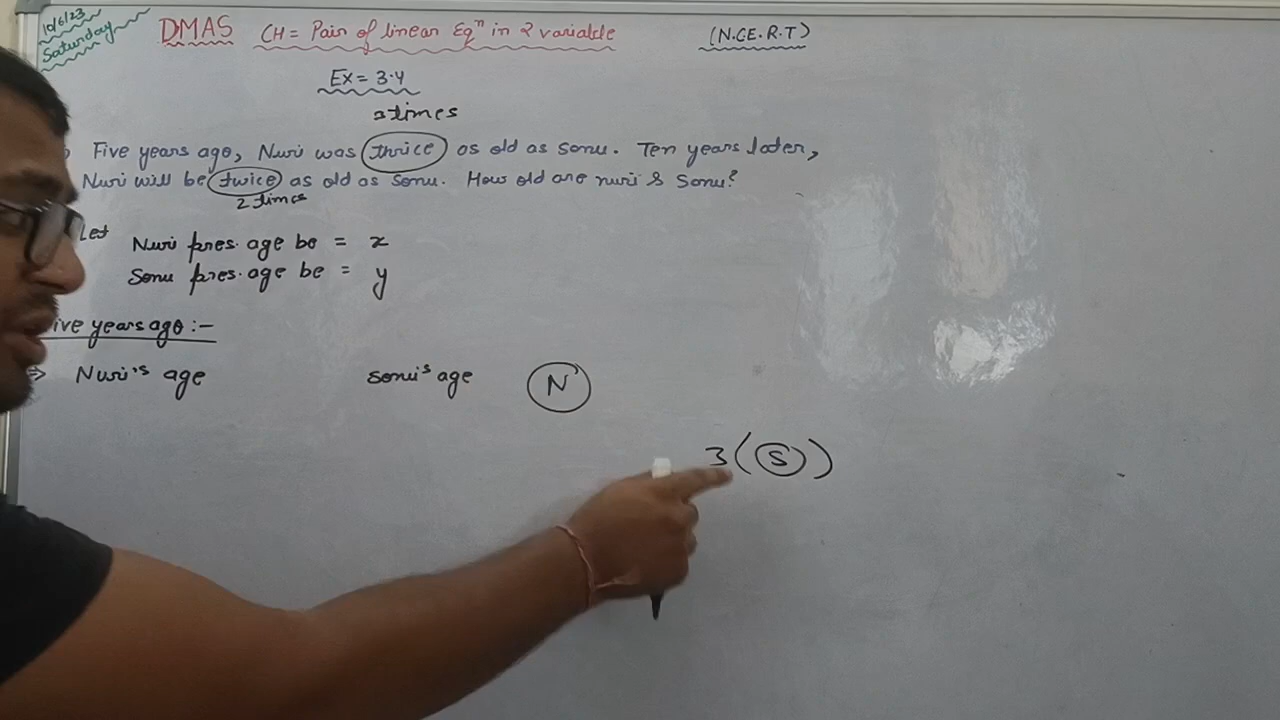 10/6/23
Saturday
DMAS CH = Pair of linear Eqⁿ in 2 variable (N.C.E.R.T)
Ex = 3.4
3 times
Five years ago, Nuri was thrice as old as sonu. Ten years later,
Nuri will be twice as old as sonu. How old are nuri & Sonu?
2 times
Let
Nuri pres. age be = x
Sonu pres. age be = y
ive years ago :-
⇒ Nuri's age sonu's age N
3(S)